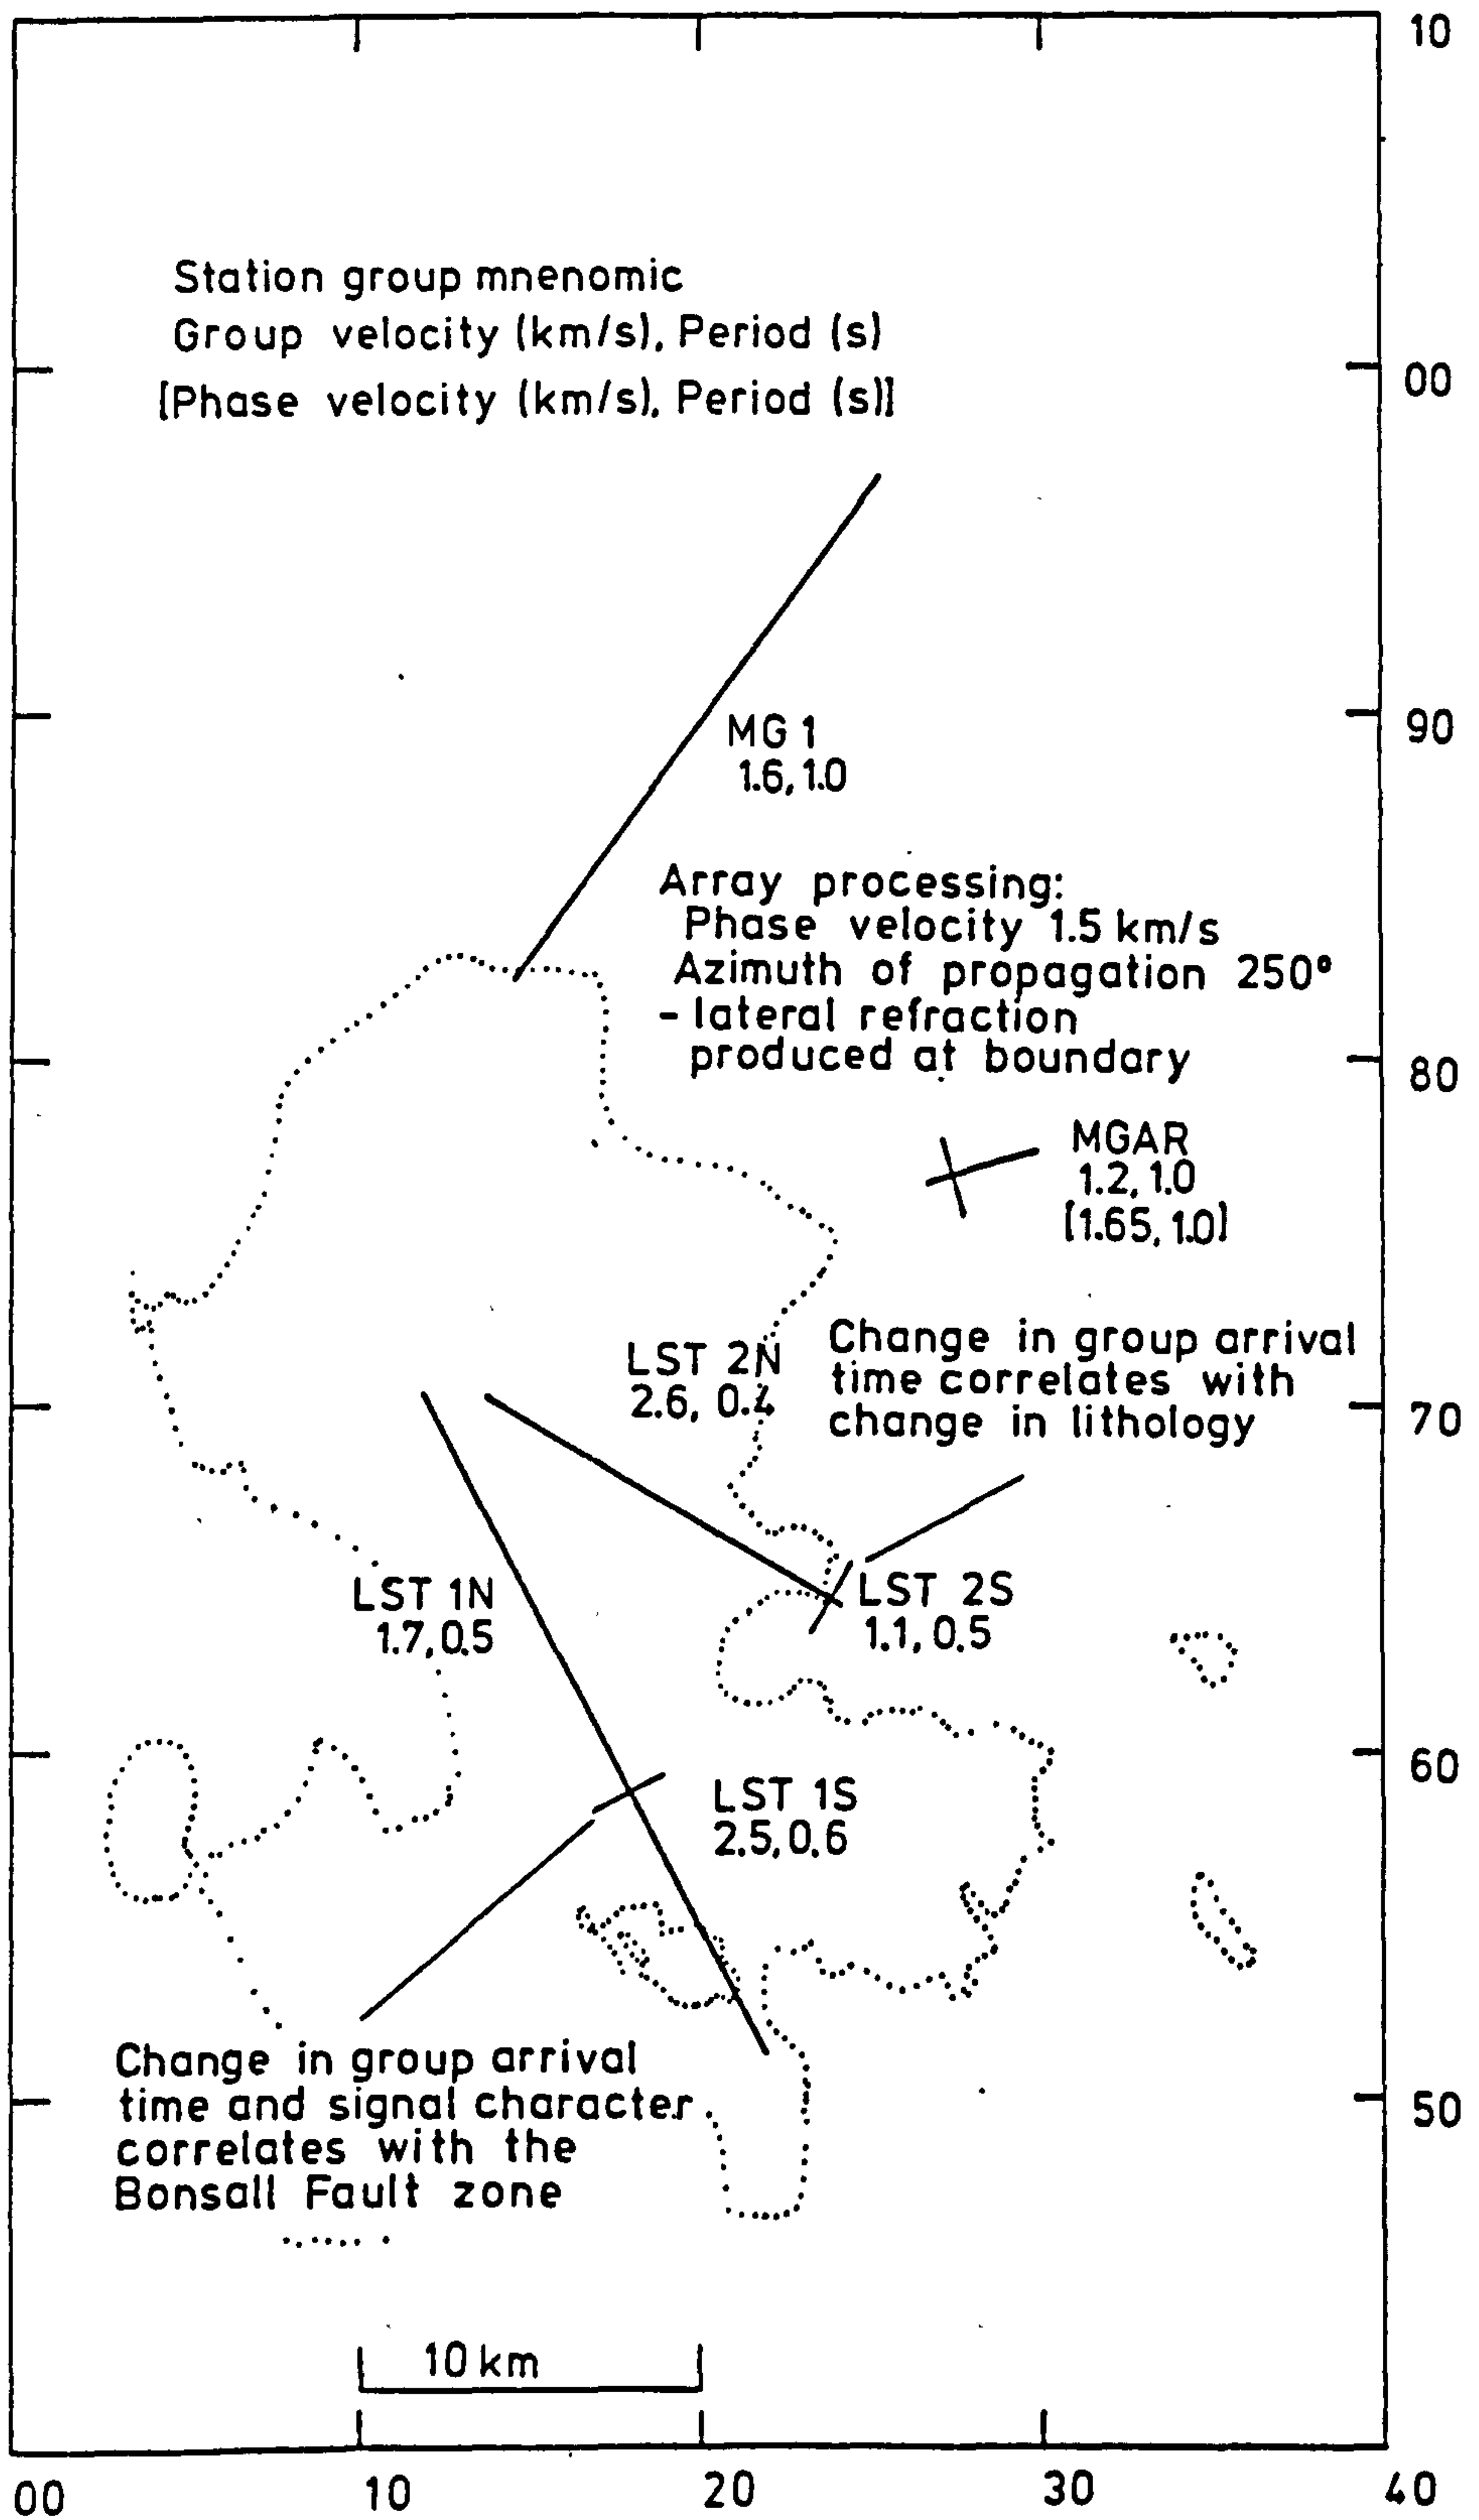 10
Station group mnenomic
Group velocity (km/s), Period (s)
[Phase velocity (km/s), Period (s)]
00
MG 1
1.6, 1.0
90
Array processing:
Phase velocity 1.5 km/s
Azimuth of propagation 250°
- lateral refraction
produced at boundary
80
MGAR
1.2, 1.0
[1.65, 1.0]
LST 2N
2.6, 0.4
Change in group arrival
time correlates with
change in lithology
70
LST 1N
1.7, 0.5
LST 2S
1.1, 0.5
60
LST 1S
2.5, 0.6
Change in group arrival
time and signal character
correlates with the
Bonsall Fault zone
50
10 km
00 10 20 30 40